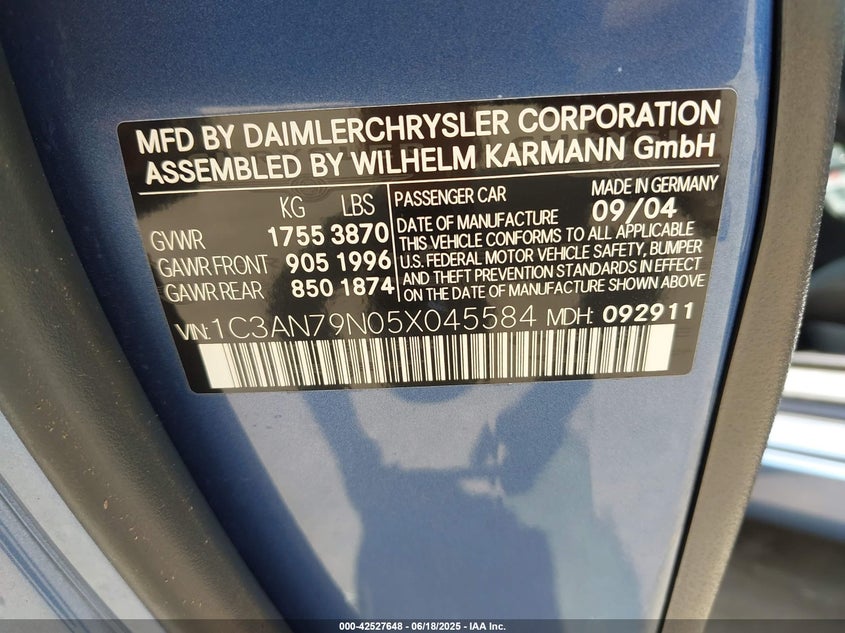 MFD BY DAIMLERCHRYSLER CORPORATION
ASSEMBLED BY WILHELM KARMANN GmbH
KG LBS
GVWR 1755 3870
GAWR FRONT 905 1996
GAWR REAR 850 1874
PASSENGER CAR MADE IN GERMANY
DATE OF MANUFACTURE 09/04
THIS VEHICLE CONFORMS TO ALL APPLICABLE
U.S. FEDERAL MOTOR VEHICLE SAFETY, BUMPER
AND THEFT PREVENTION STANDARDS IN EFFECT
ON THE DATE OF MANUFACTURE SHOWN ABOVE.
VIN:1C3AN79N05X045584 MDH: 092911
000-42527648 - 06/18/2025 - IAA Inc.